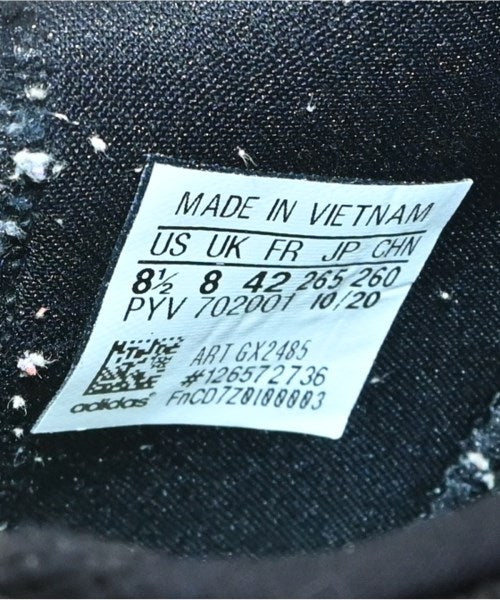 MADE IN VIETNAM
US UK FR JP CHN
8½ 8 42 265 260
PYV 702001 10/20
ART GX2485
#126572736
adidas FnCD7Z0100003